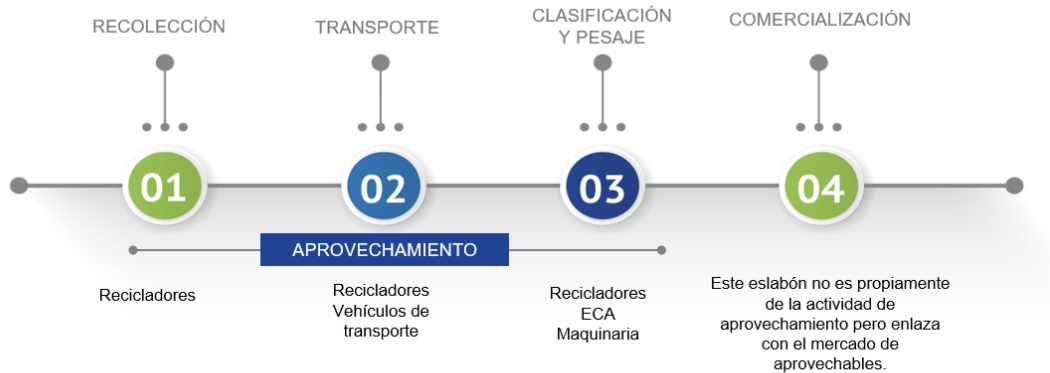 RECOLECCIÓN
TRANSPORTE
CLASIFICACIÓN
Y PESAJE
COMERCIALIZACIÓN
01
02
03
04
APROVECHAMIENTO
Recicladores
Recicladores
Vehículos de
transporte
Recicladores
ECA
Maquinaria
Este eslabón no es propiamente
de la actividad de
aprovechamiento pero enlaza
con el mercado de
aprovechables.